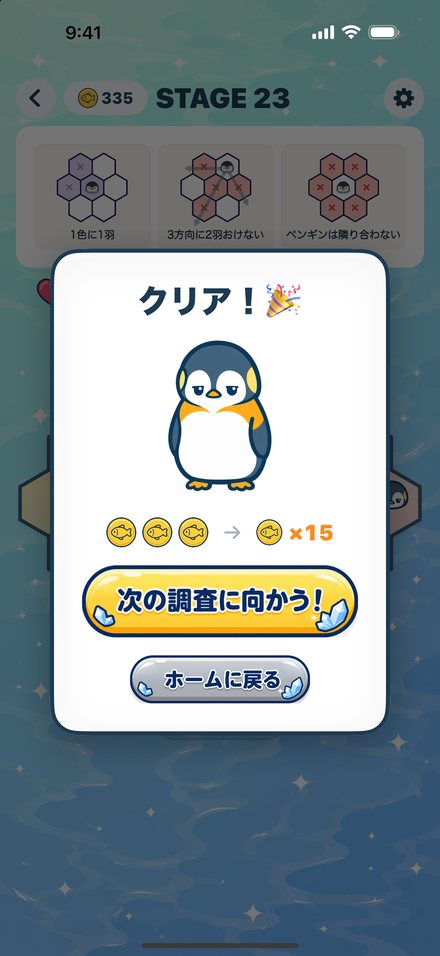 9:41
335
STAGE 23
1色に1羽
3方向に2羽おけない
ペンギンは隣り合わない
クリア！
→ ×15
次の調査に向かう!
ホームに戻る